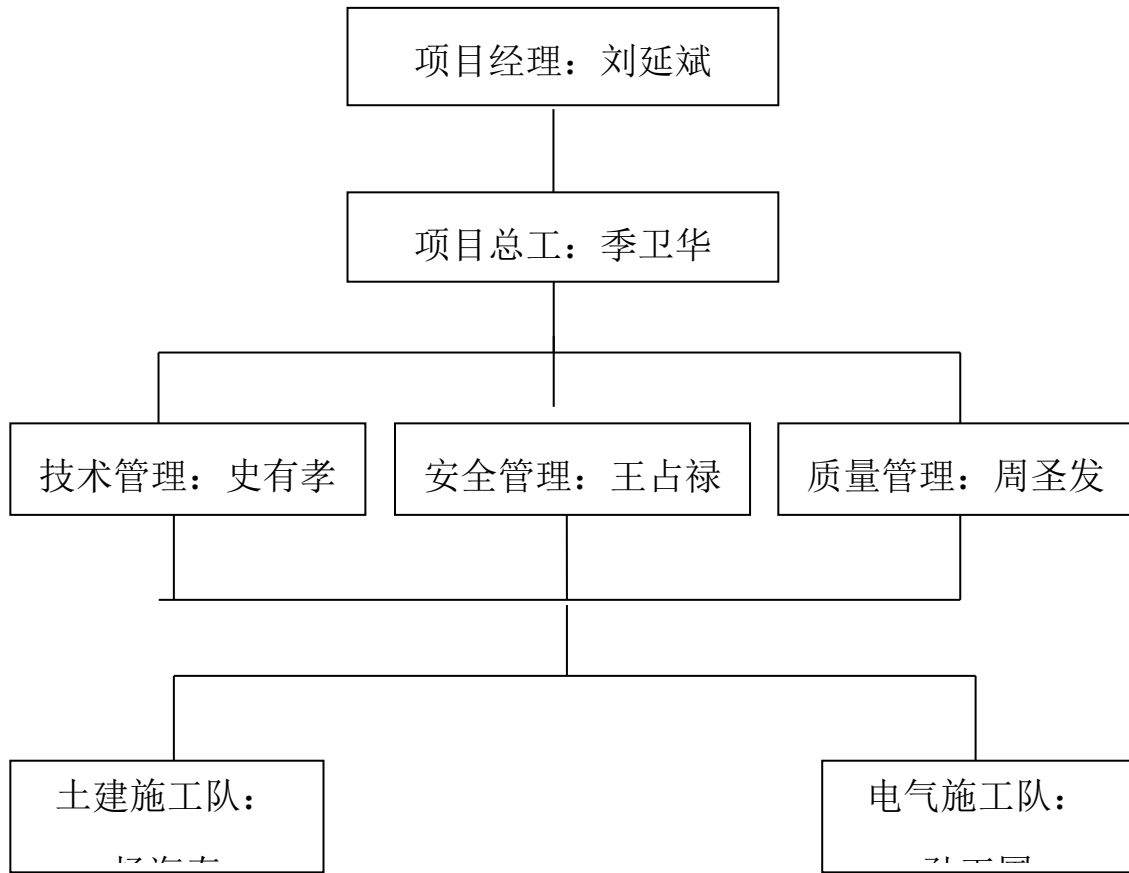 项目经理：刘延斌
项目总工：季卫华
技术管理：史有孝
安全管理：王占禄
质量管理：周圣发
土建施工队：
电气施工队：